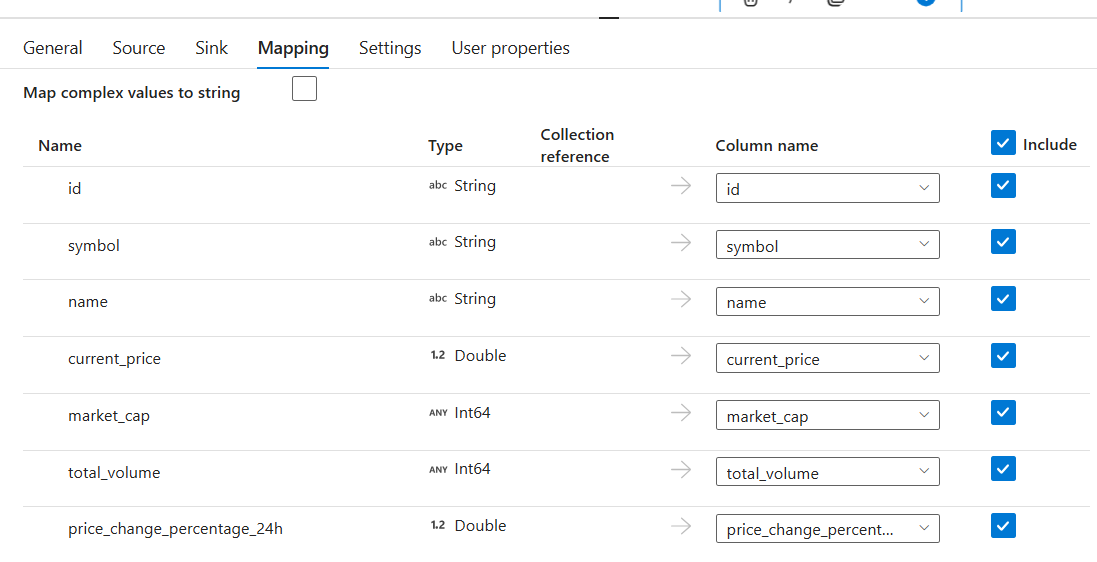 General Source Sink Mapping Settings User properties
Map complex values to string
Name Type Collection reference Column name Include
id abc String id
symbol abc String symbol
name abc String name
current_price 1.2 Double current_price
market_cap ANY Int64 market_cap
total_volume ANY Int64 total_volume
price_change_percentage_24h 1.2 Double price_change_percent...